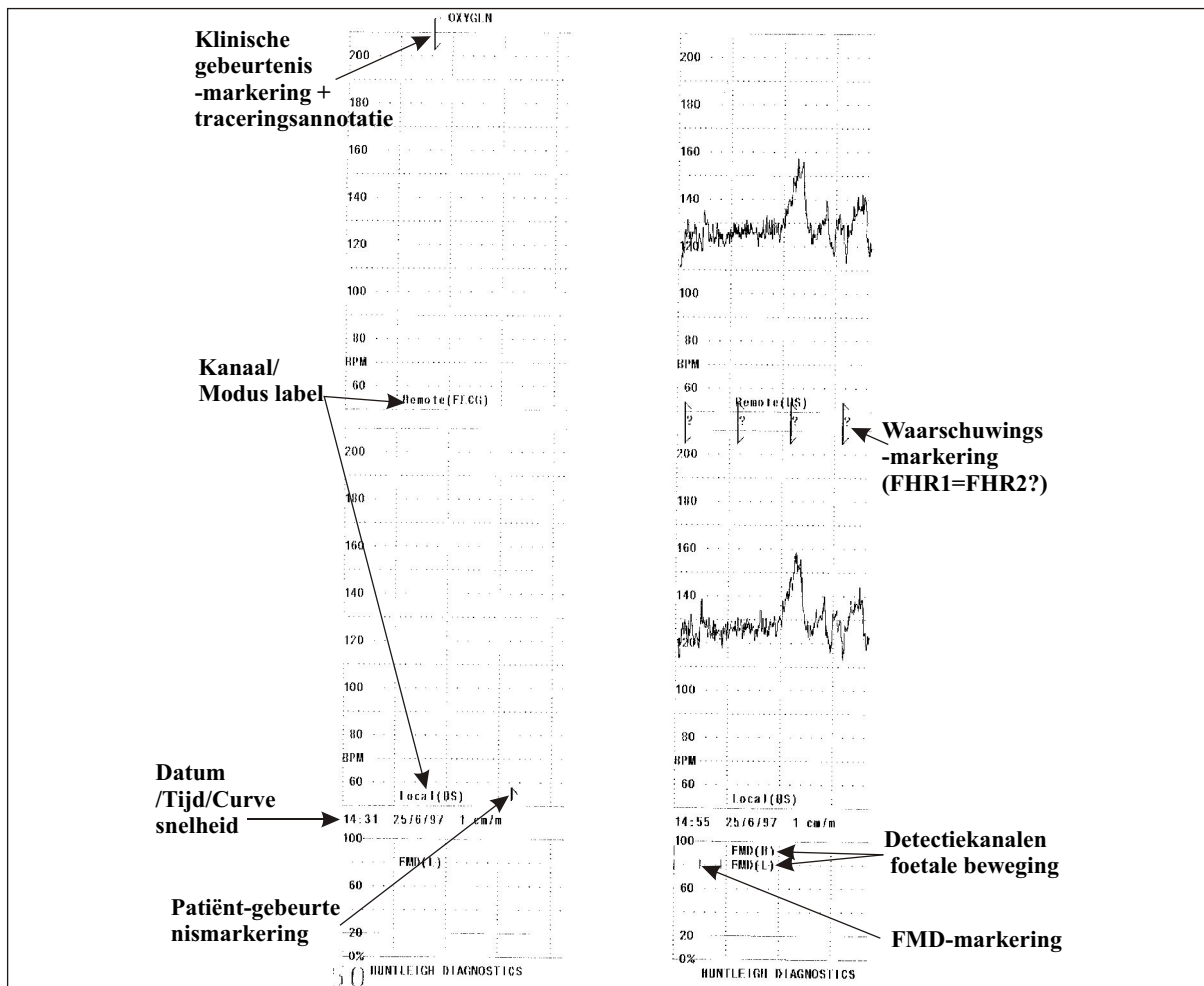 OXYGEN
Klinische
gebeurtenis
-markering +
traceringsannotatie
200
180
160
140
120
100
80
BPM
60
Remote(FECG)
Kanaal/
Modus label
200
180
160
140
120
100
80
BPM
60
Local(US)
Datum
/Tijd/Curve
snelheid
14:31 25/6/97 1 cm/m
100
FMD(L)
60
20
0%
Patiënt-gebeurte
nismarkering
50
HUNTLEIGH DIAGNOSTICS
200
180
160
140
120
100
80
BPM
60
Remote(US)
?
?
?
?
Waarschuwings
-markering
(FHR1=FHR2?)
200
180
160
140
120
100
80
BPM
60
Local(US)
14:55 25/6/97 1 cm/m
100
FMD(R)
FMD(L)
60
20
0%
Detectiekanalen
foetale beweging
FMD-markering
HUNTLEIGH DIAGNOSTICS